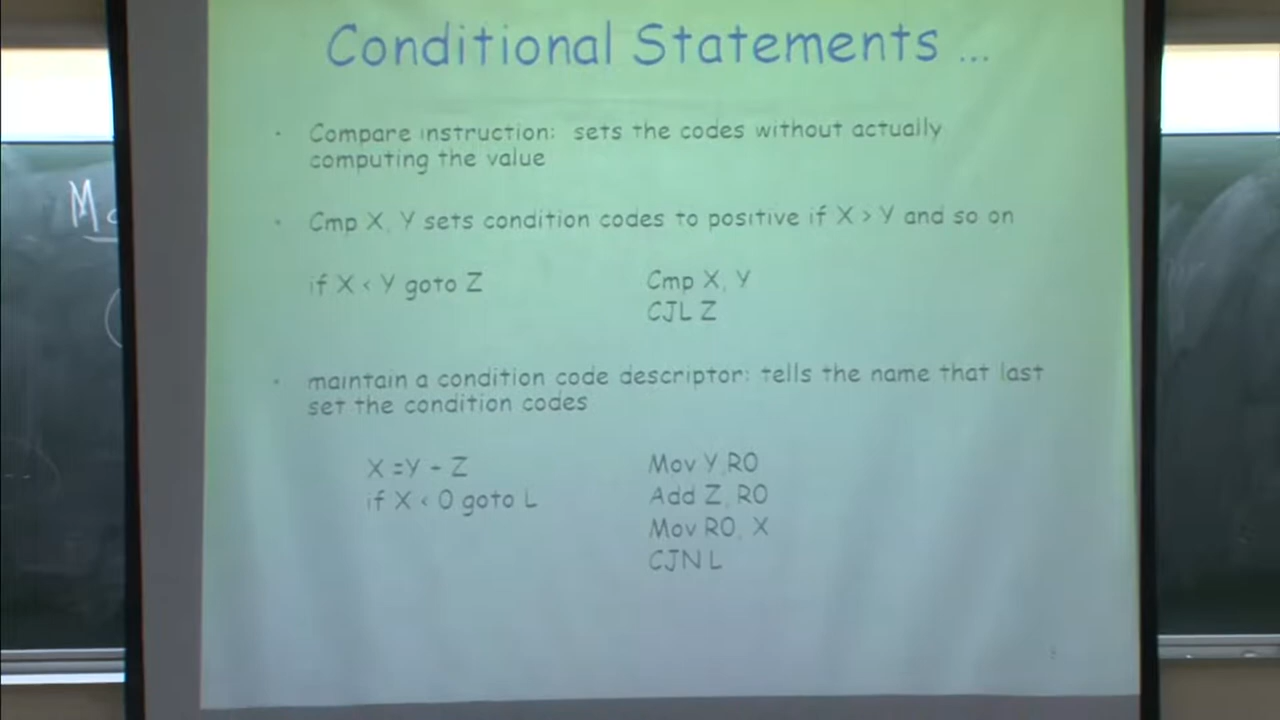 Conditional Statements ...
• Compare instruction: sets the codes without actually
computing the value
• Cmp X, Y sets condition codes to positive if X > Y and so on
if X < Y goto Z
Cmp X, Y
CJL Z
• maintain a condition code descriptor: tells the name that last
set the condition codes
X =Y - Z
if X < 0 goto L
Mov Y,R0
Add Z, R0
Mov R0, X
CJN L